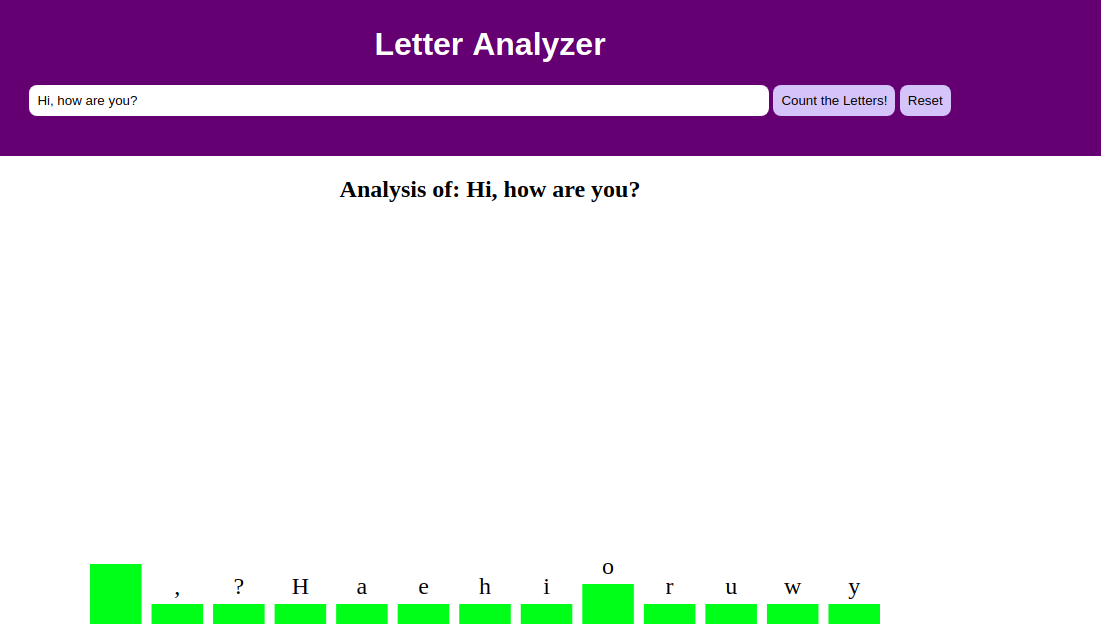 Letter Analyzer
Hi, how are you? Count the Letters! Reset
Analysis of: Hi, how are you?
o
, ? H a e h i r u w y